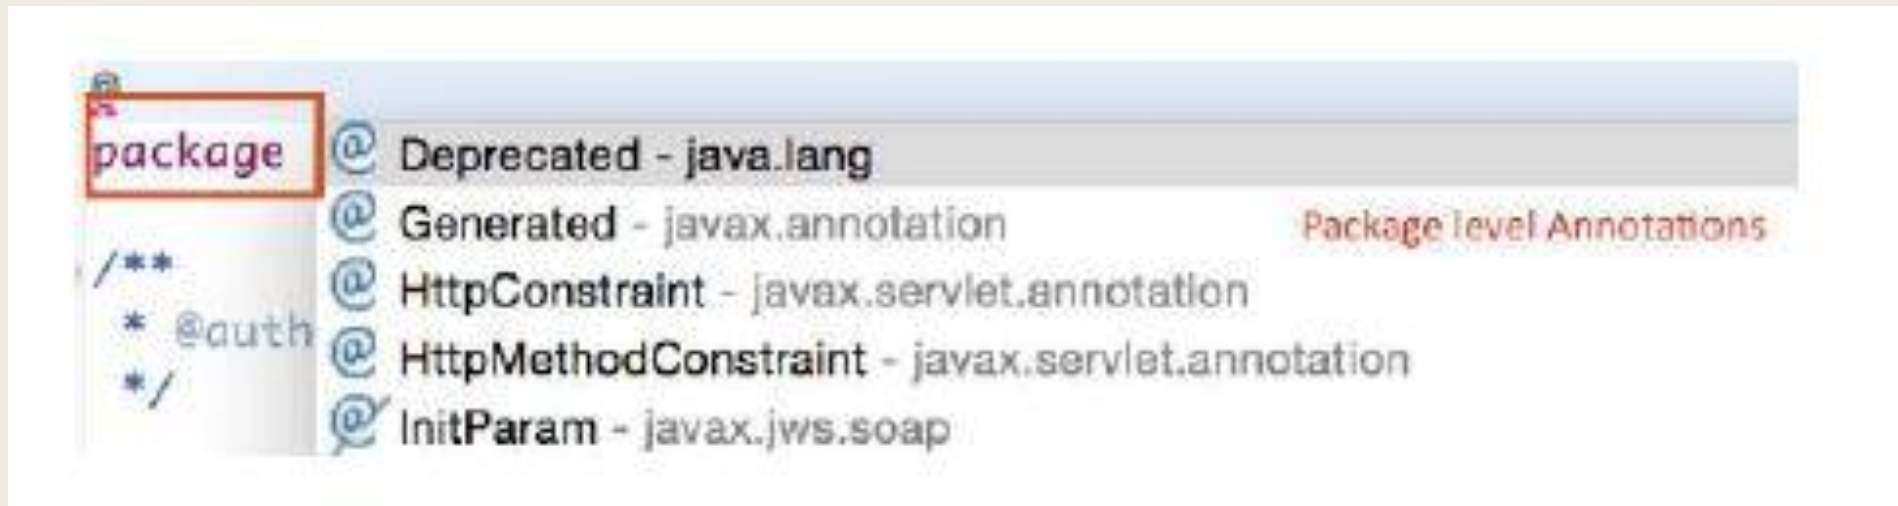 @
package
@ Deprecated - java.lang
@ Generated - javax.annotation
Package level Annotations
@ HttpConstraint - javax.servlet.annotation
@ HttpMethodConstraint - javax.servlet.annotation
@ InitParam - javax.jws.soap
/**
* @auth
*/